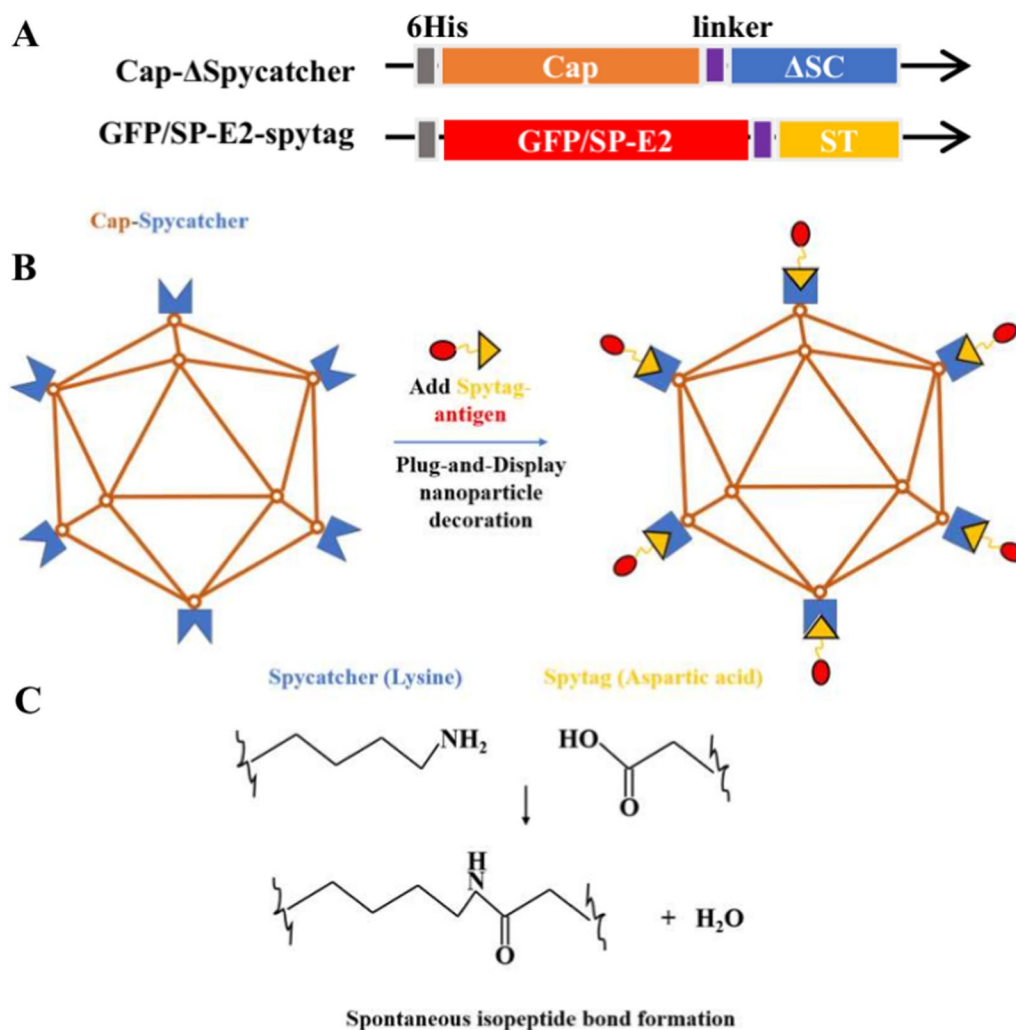 A
6His linker
Cap-ΔSpycatcher
Cap ΔSC
GFP/SP-E2-spytag
GFP/SP-E2 ST
Cap-Spycatcher
B
Add Spytag-
antigen
Plug-and-Display
nanoparticle
decoration
Spycatcher (Lysine) Spytag (Aspartic acid)
C
NH₂ HO
O
H
N
O
+ H₂O
Spontaneous isopeptide bond formation